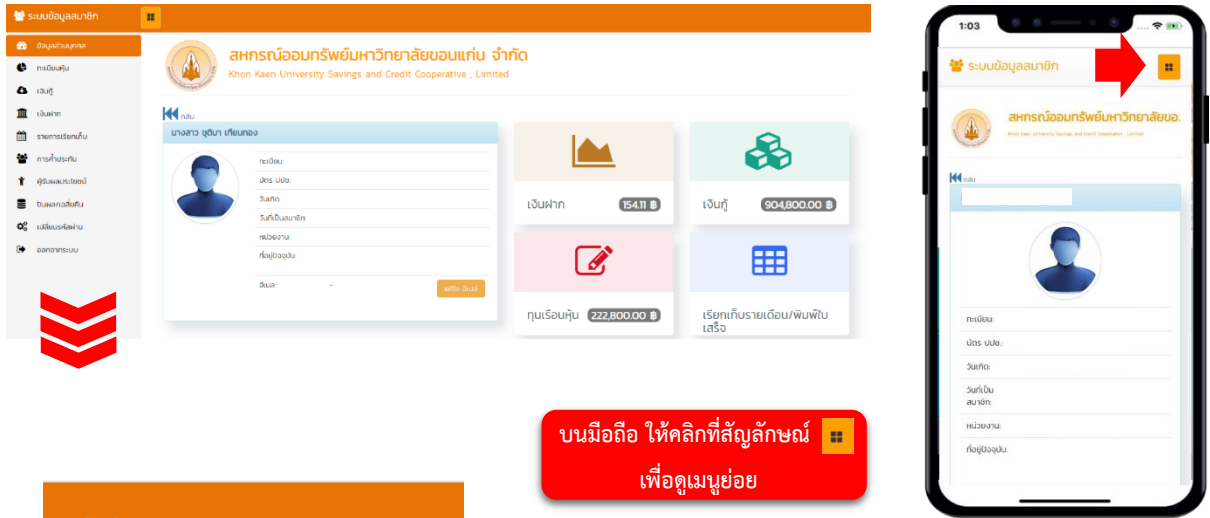 ระบบข้อมูลสมาชิก
ข้อมูลส่วนบุคคล
ทะเบียนหุ้น
เงินกู้
เงินฝาก
รายการเรียกเก็บ
การค้ำประกัน
ผู้รับผลประโยชน์
ปันผลเฉลี่ยคืน
เปลี่ยนรหัสผ่าน
ออกจากระบบ
สหกรณ์ออมทรัพย์มหาวิทยาลัยขอนแก่น จำกัด
Khon Kaen University Savings and Credit Cooperative , Limited
กลับ
นางสาว ชุติมา เทียนทอง
ทะเบียน:
บัตร ปปช.:
วันเกิด:
วันที่เป็นสมาชิก:
หน่วยงาน:
ที่อยู่ปัจจุบัน:
อีเมล: -
แก้ไข อีเมล์
เงินฝาก 154.11 ฿
เงินกู้ 904,800.00 ฿
ทุนเรือนหุ้น 222,800.00 ฿
เรียกเก็บรายเดือน/พิมพ์ใบ
เสร็จ
บนมือถือ ให้คลิกที่สัญลักษณ์
เพื่อดูเมนูย่อย
1:03
ระบบข้อมูลสมาชิก
สหกรณ์ออมทรัพย์มหาวิทยาลัยขอ.
Khon Kaen University Savings and Credit Cooperative , Limited
กลับ
ทะเบียน:
บัตร ปปช.:
วันเกิด:
วันที่เป็น
สมาชิก:
หน่วยงาน:
ที่อยู่ปัจจุบัน: